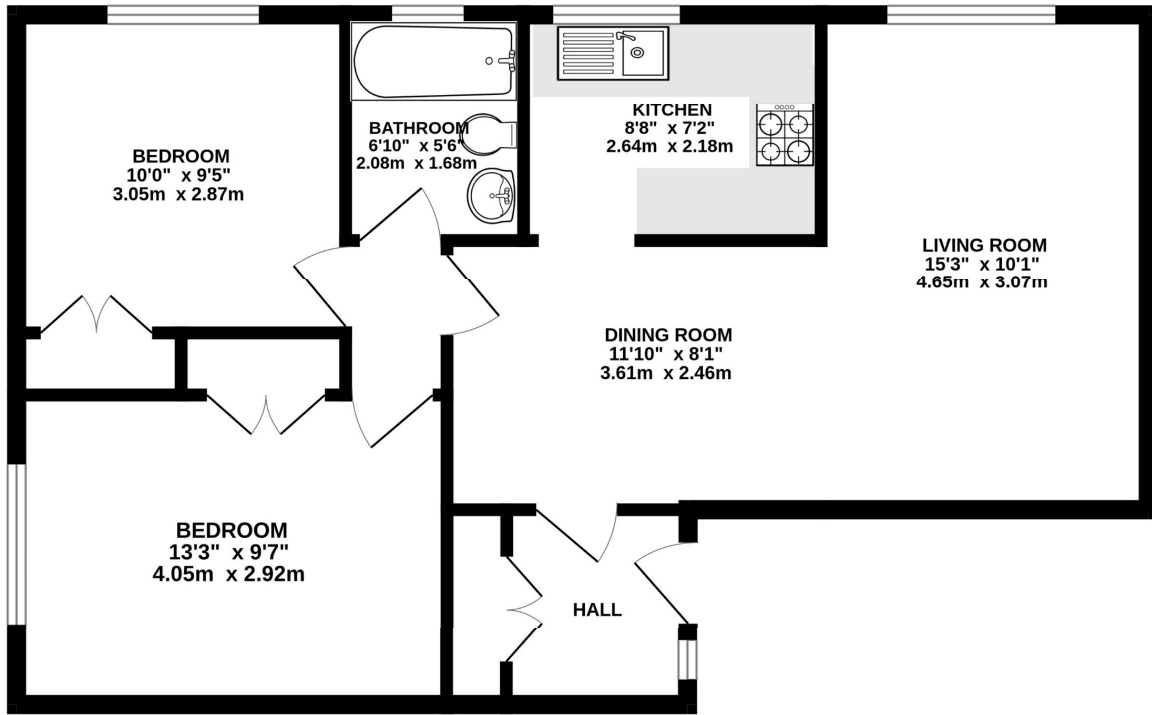 BEDROOM
10'0" x 9'5"
3.05m x 2.87m
BATHROOM
6'10" x 5'6"
2.08m x 1.68m
KITCHEN
8'8" x 7'2"
2.64m x 2.18m
LIVING ROOM
15'3" x 10'1"
4.65m x 3.07m
DINING ROOM
11'10" x 8'1"
3.61m x 2.46m
BEDROOM
13'3" x 9'7"
4.05m x 2.92m
HALL